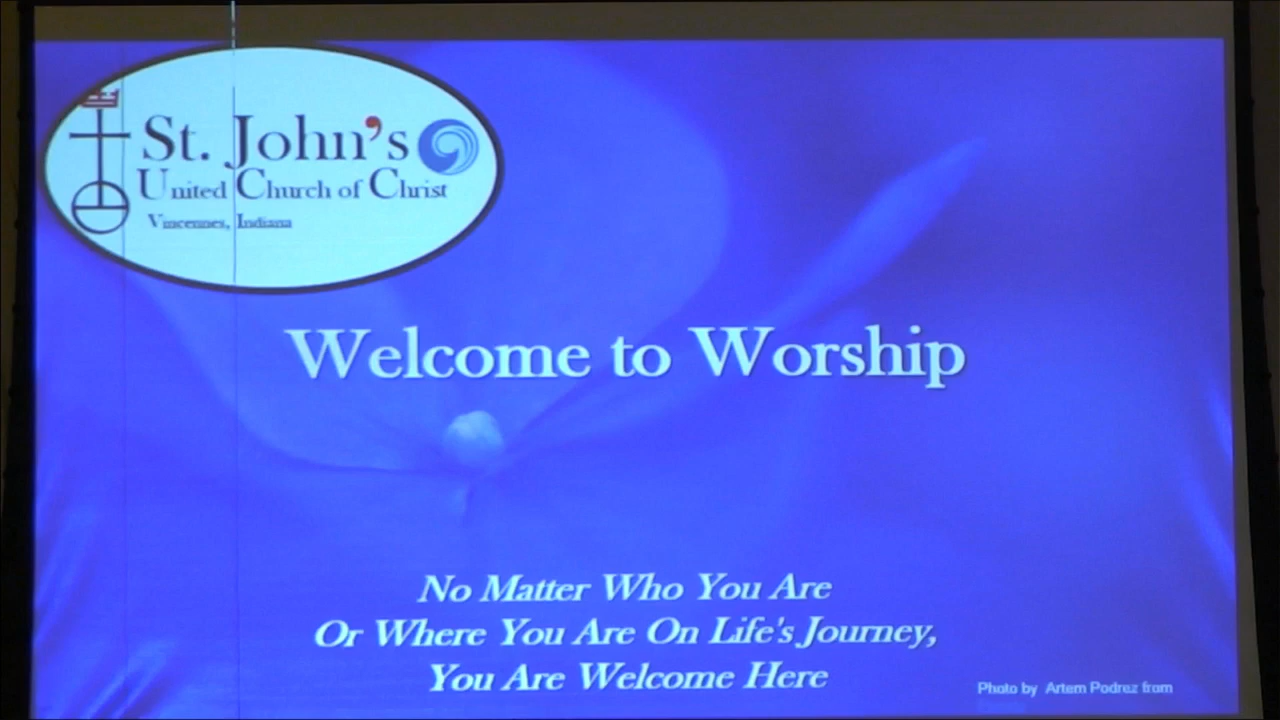 St. John's
United Church of Christ
Vincennes, Indiana
Welcome to Worship
No Matter Who You Are
Or Where You Are On Life's Journey,
You Are Welcome Here
Photo by Artem Podrez from